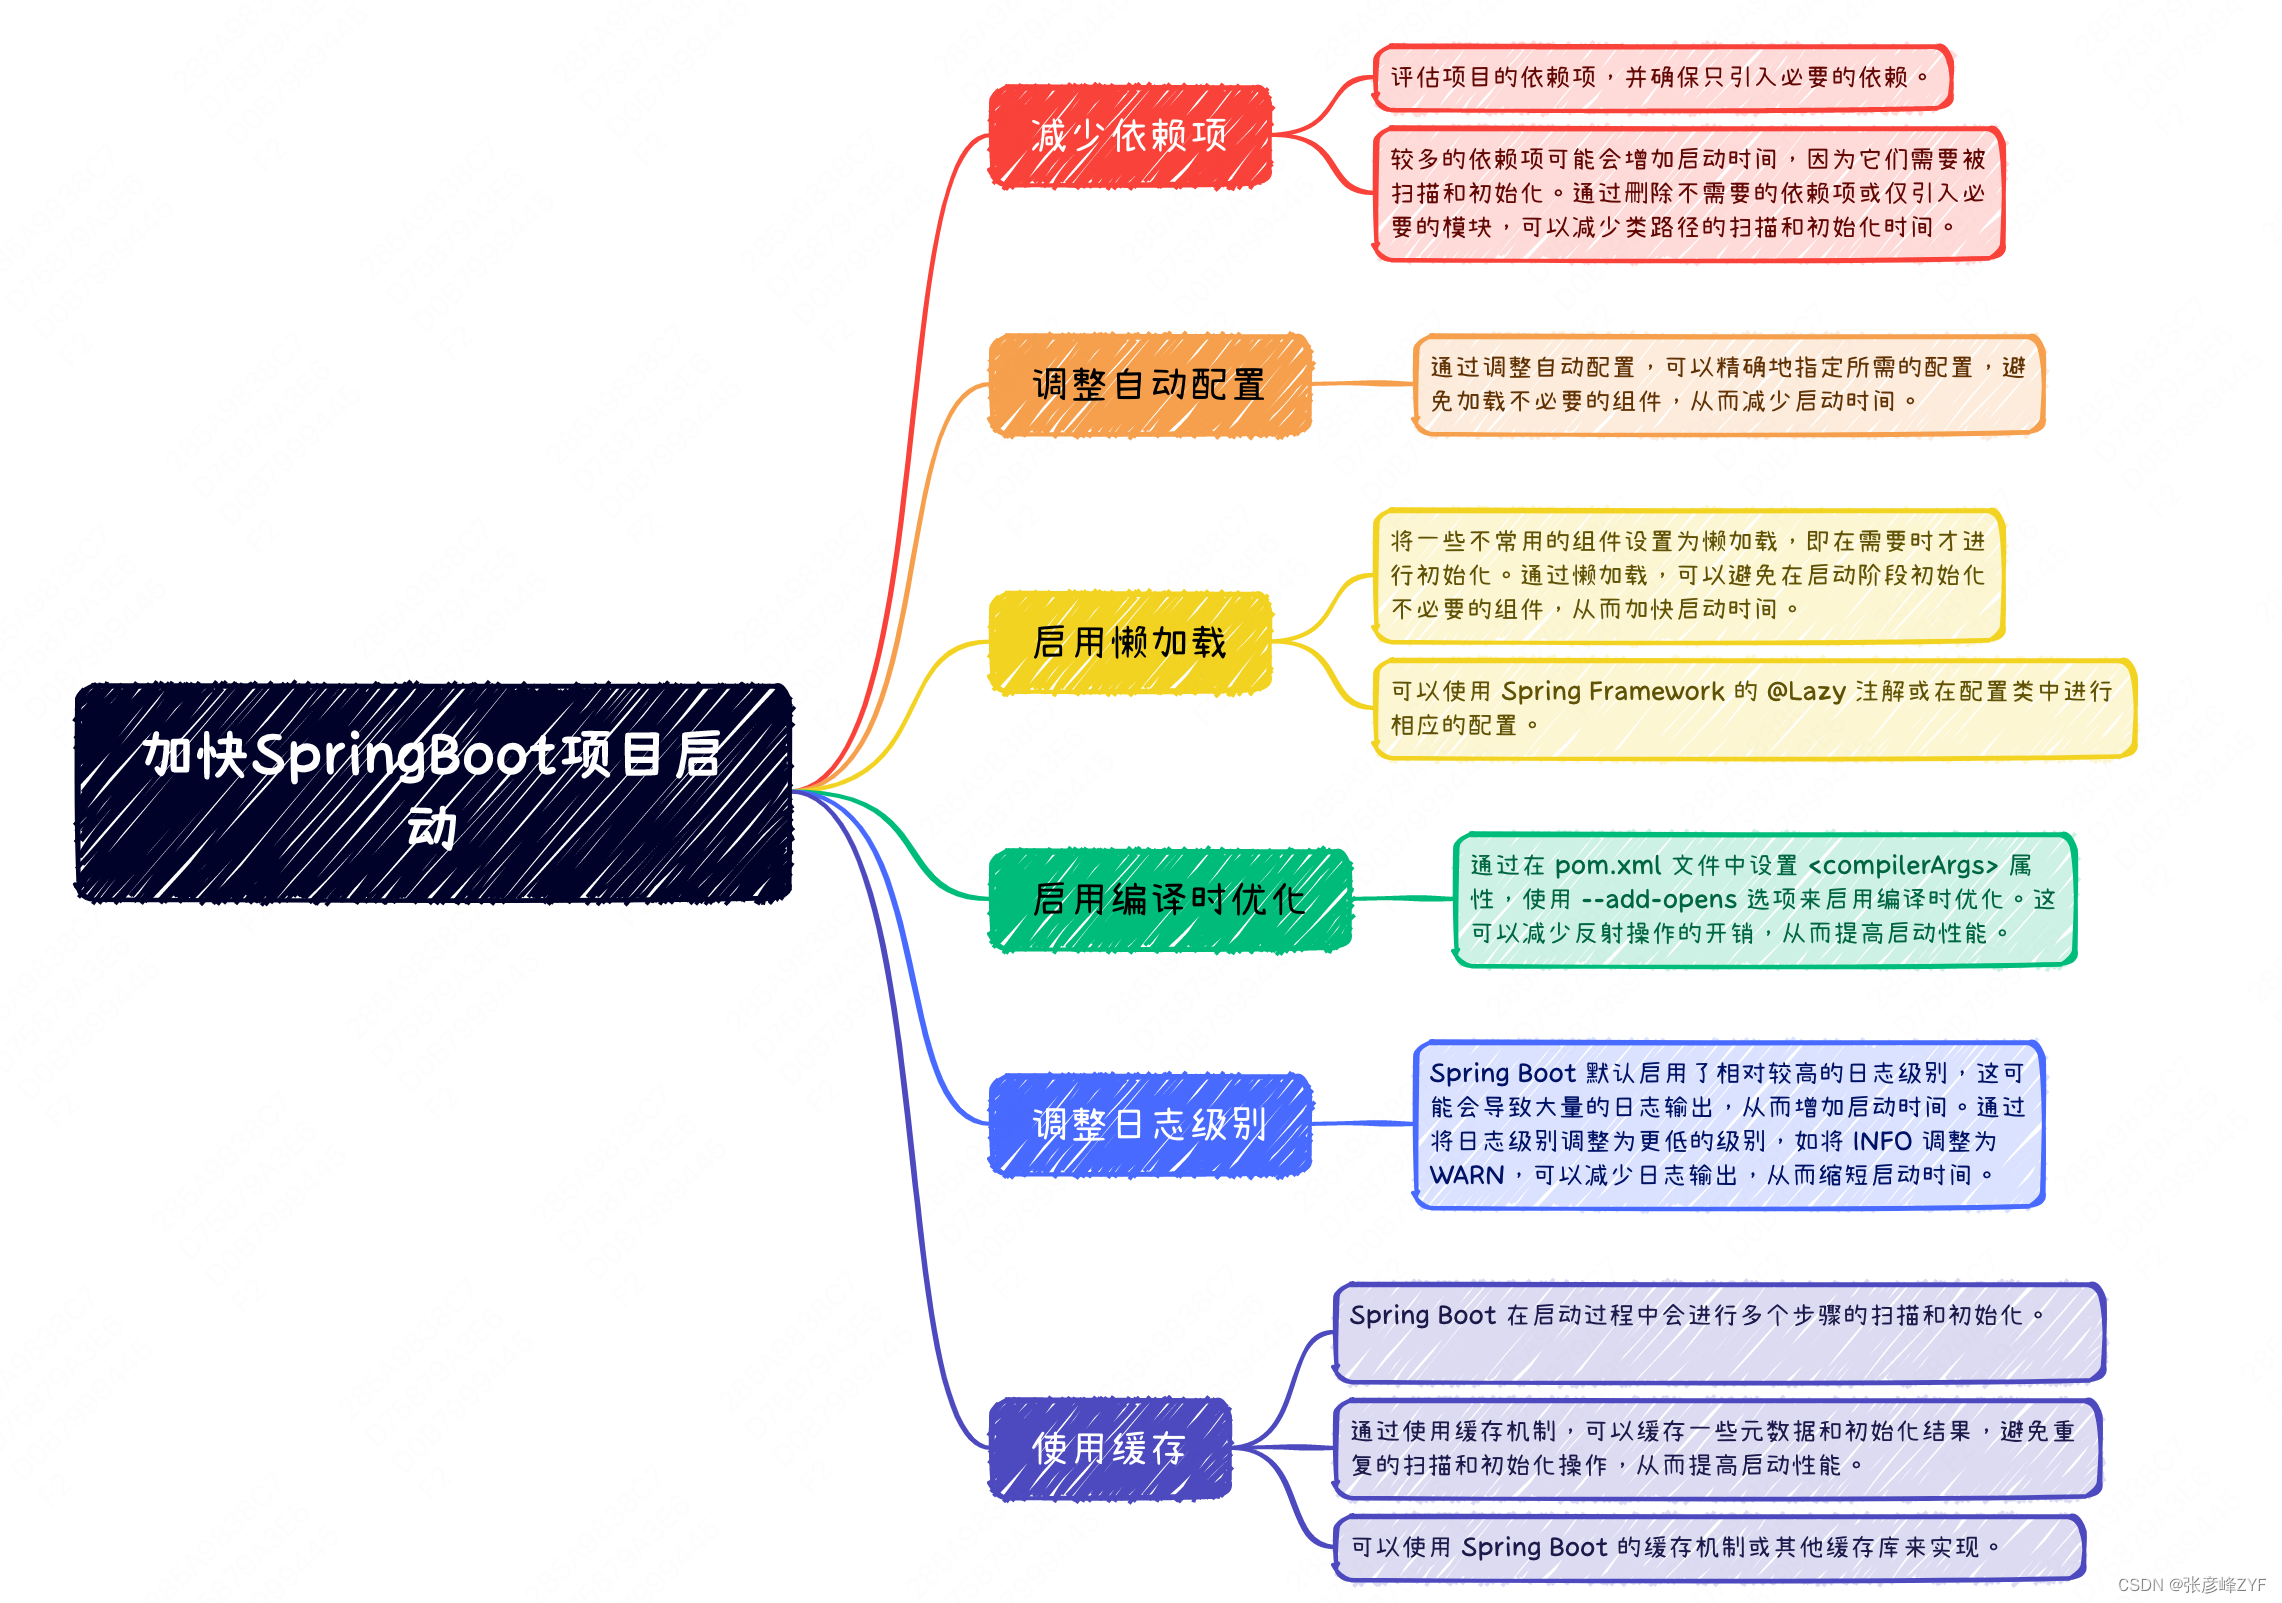 减少依赖项
评估项目的依赖项，并确保只引入必要的依赖。
较多的依赖项可能会增加启动时间，因为它们需要被
扫描和初始化。通过删除不需要的依赖项或仅引入必
要的模块，可以减少类路径的扫描和初始化时间。
调整自动配置
通过调整自动配置，可以精确地指定所需的配置，避
免加载不必要的组件，从而减少启动时间。
启用懒加载
将一些不常用的组件设置为懒加载，即在需要时才进
行初始化。通过懒加载，可以避免在启动阶段初始化
不必要的组件，从而加快启动时间。
可以使用 Spring Framework 的 @Lazy 注解或在配置类中进行
相应的配置。
加快SpringBoot项目启
动
启用编译时优化
通过在 pom.xml 文件中设置 <compilerArgs> 属
性，使用 --add-opens 选项来启用编译时优化。这
可以减少反射操作的开销，从而提高启动性能。
调整日志级别
Spring Boot 默认启用了相对较高的日志级别，这可
能会导致大量的日志输出，从而增加启动时间。通过
将日志级别调整为更低的级别，如将 INFO 调整为
WARN，可以减少日志输出，从而缩短启动时间。
使用缓存
Spring Boot 在启动过程中会进行多个步骤的扫描和初始化。
通过使用缓存机制，可以缓存一些元数据和初始化结果，避免重
复的扫描和初始化操作，从而提高启动性能。
可以使用 Spring Boot 的缓存机制或其他缓存库来实现。
CSDN @张彦峰ZYF